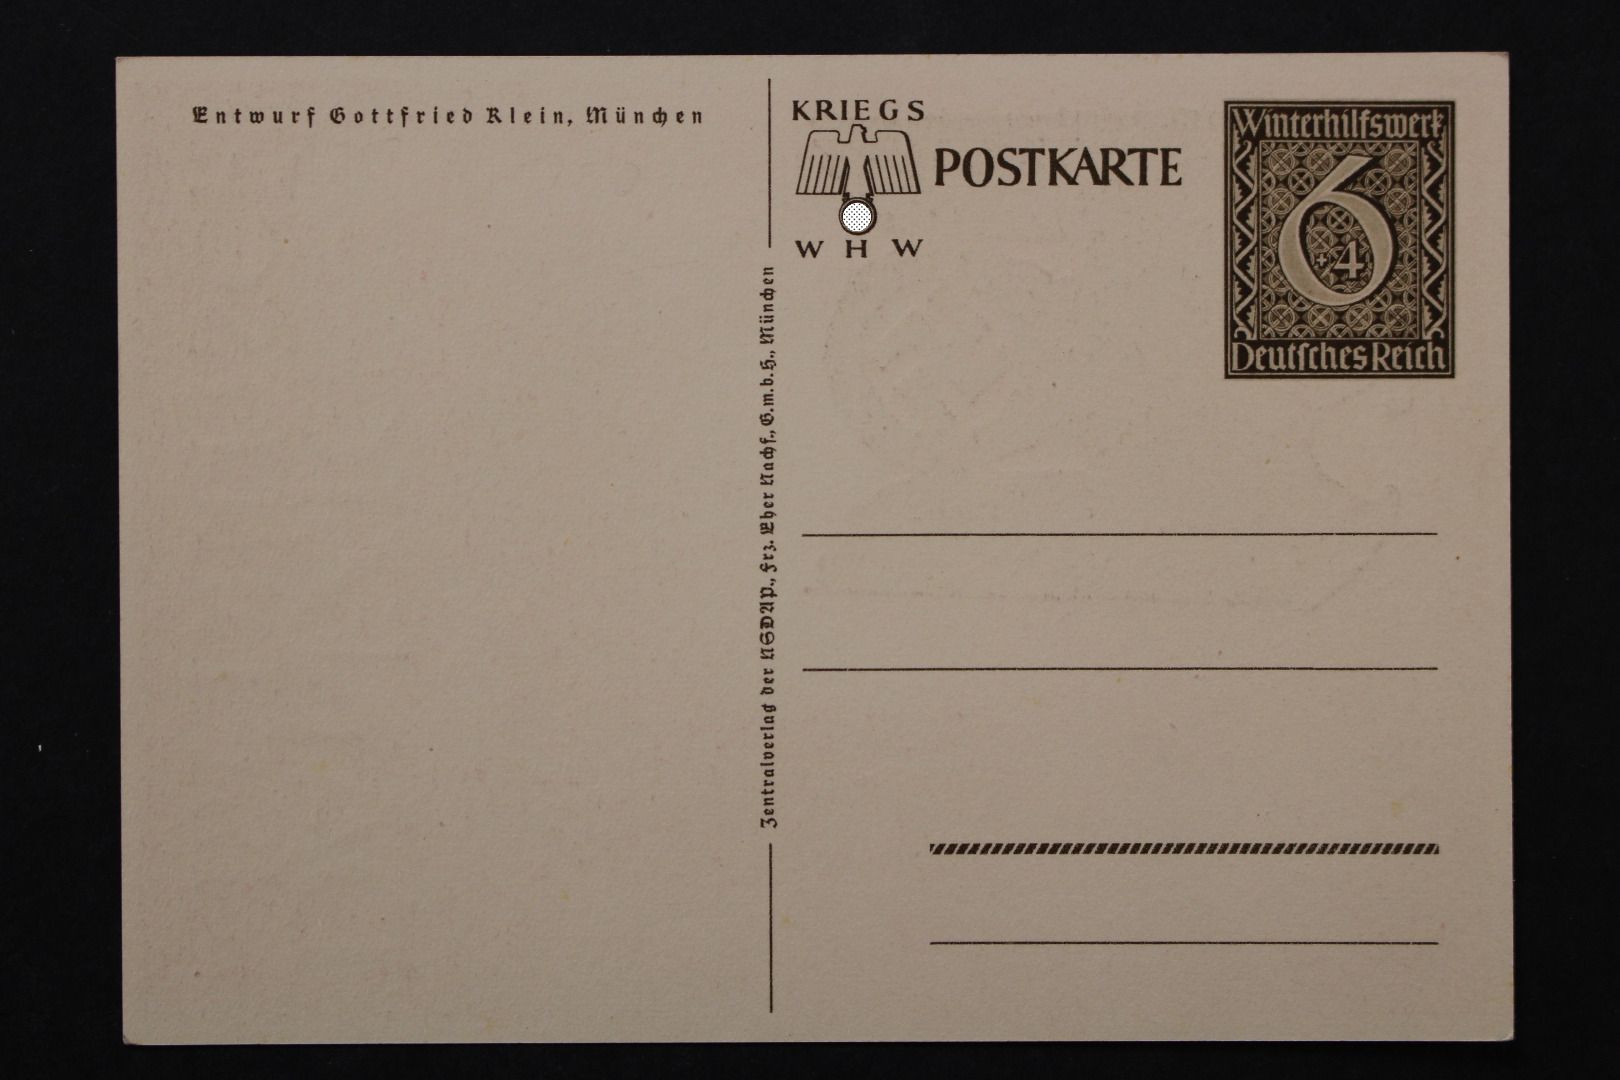 Entwurf Gottfried Klein, München
KRIEGS
POSTKARTE
W H W
Winterhilfswerk
6
+4
Deutsches Reich
Zentralverlag der NSDAP., Frz. Eher Nachf., G.m.b.H., München